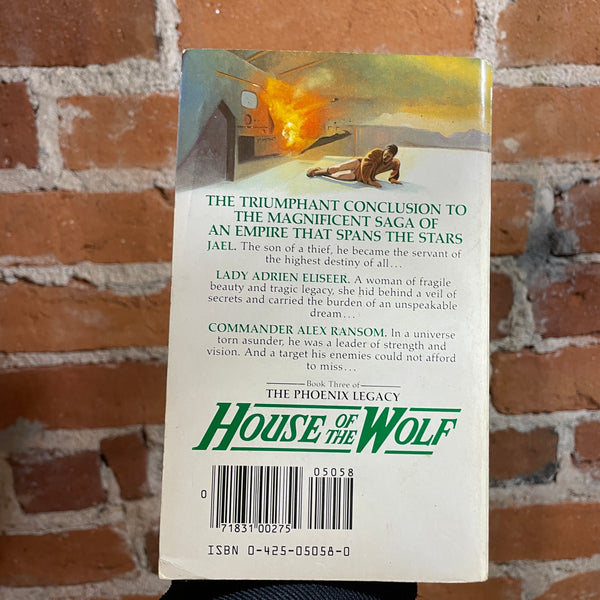 THE TRIUMPHANT CONCLUSION TO
THE MAGNIFICENT SAGA OF
AN EMPIRE THAT SPANS THE STARS
JAEL. The son of a thief, he became the servant of
the highest destiny of all...
LADY ADRIEN ELISEER. A woman of fragile
beauty and tragic legacy, she hid behind a veil of
secrets and carried the burden of an unspeakable
dream...
COMMANDER ALEX RANSOM. In a universe
torn asunder, he was a leader of strength and
vision. And a target his enemies could not afford
to miss...
Book Three of
THE PHOENIX LEGACY
HOUSE OF THE WOLF
05058
0
71831 00275
ISBN 0-425-05058-0